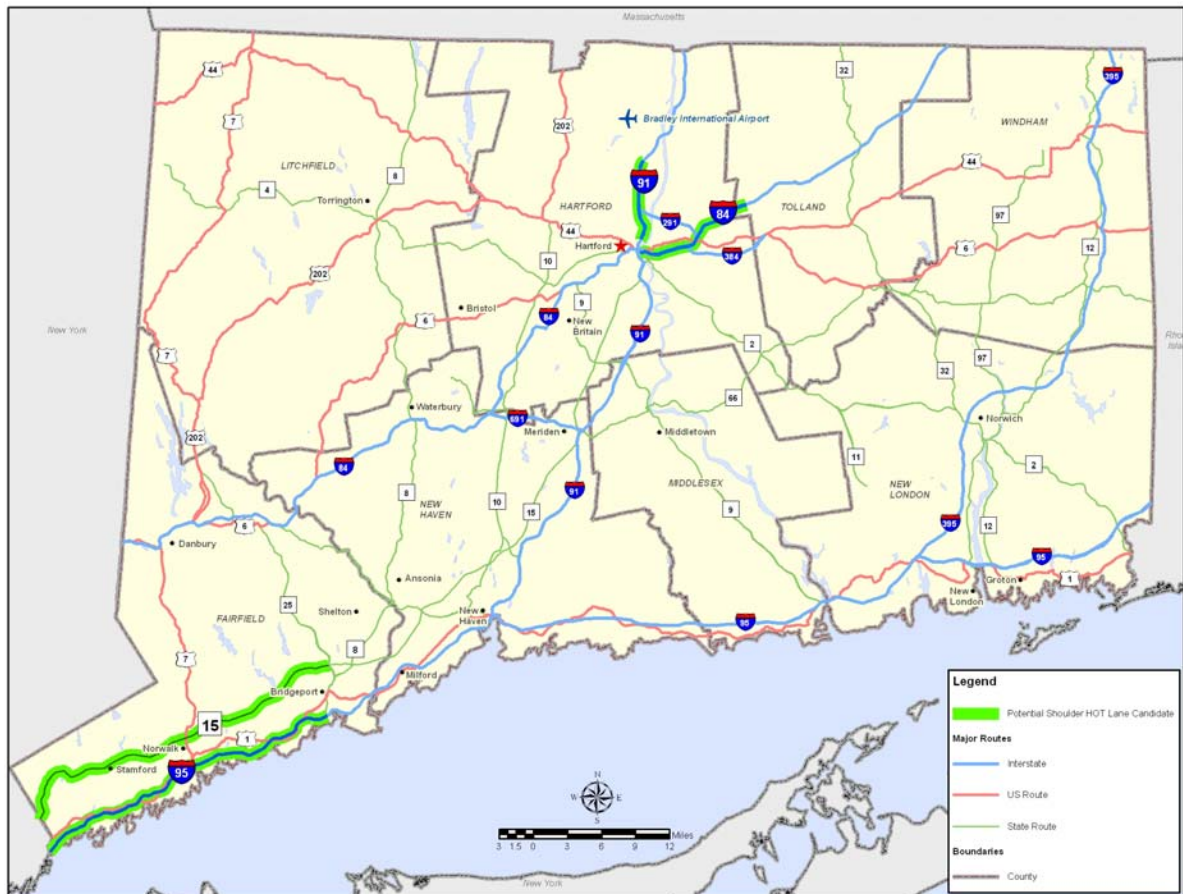 Massachusetts
44
7
202
32
395
Bradley International Airport
WINDHAM
LITCHFIELD
4
8
Torrington
91
44
97
HARTFORD
291
84
TOLLAND
44
Hartford
6
12
10
384
202
Bristol
9
84
New
Britain
6
91
2
New York
7
97
32
66
Waterbury
691
Meriden
Middletown
Norwich
202
84
11
2
8
NEW
HAVEN
10
15
91
MIDDLESEX
9
NEW
LONDON
395
12
6
Danbury
95
Ansonia
Groton
1
New
London
25
Shelton
New
Haven
FAIRFIELD
8
95
7
Milford
Bridgeport
15
Norwalk
1
95
Stamford
N
W
E
S
3 1.5 0 3 6 9 12
Miles
New York
Legend
Potential Shoulder HOT Lane Candidate
Major Routes
Interstate
US Route
State Route
Boundaries
County